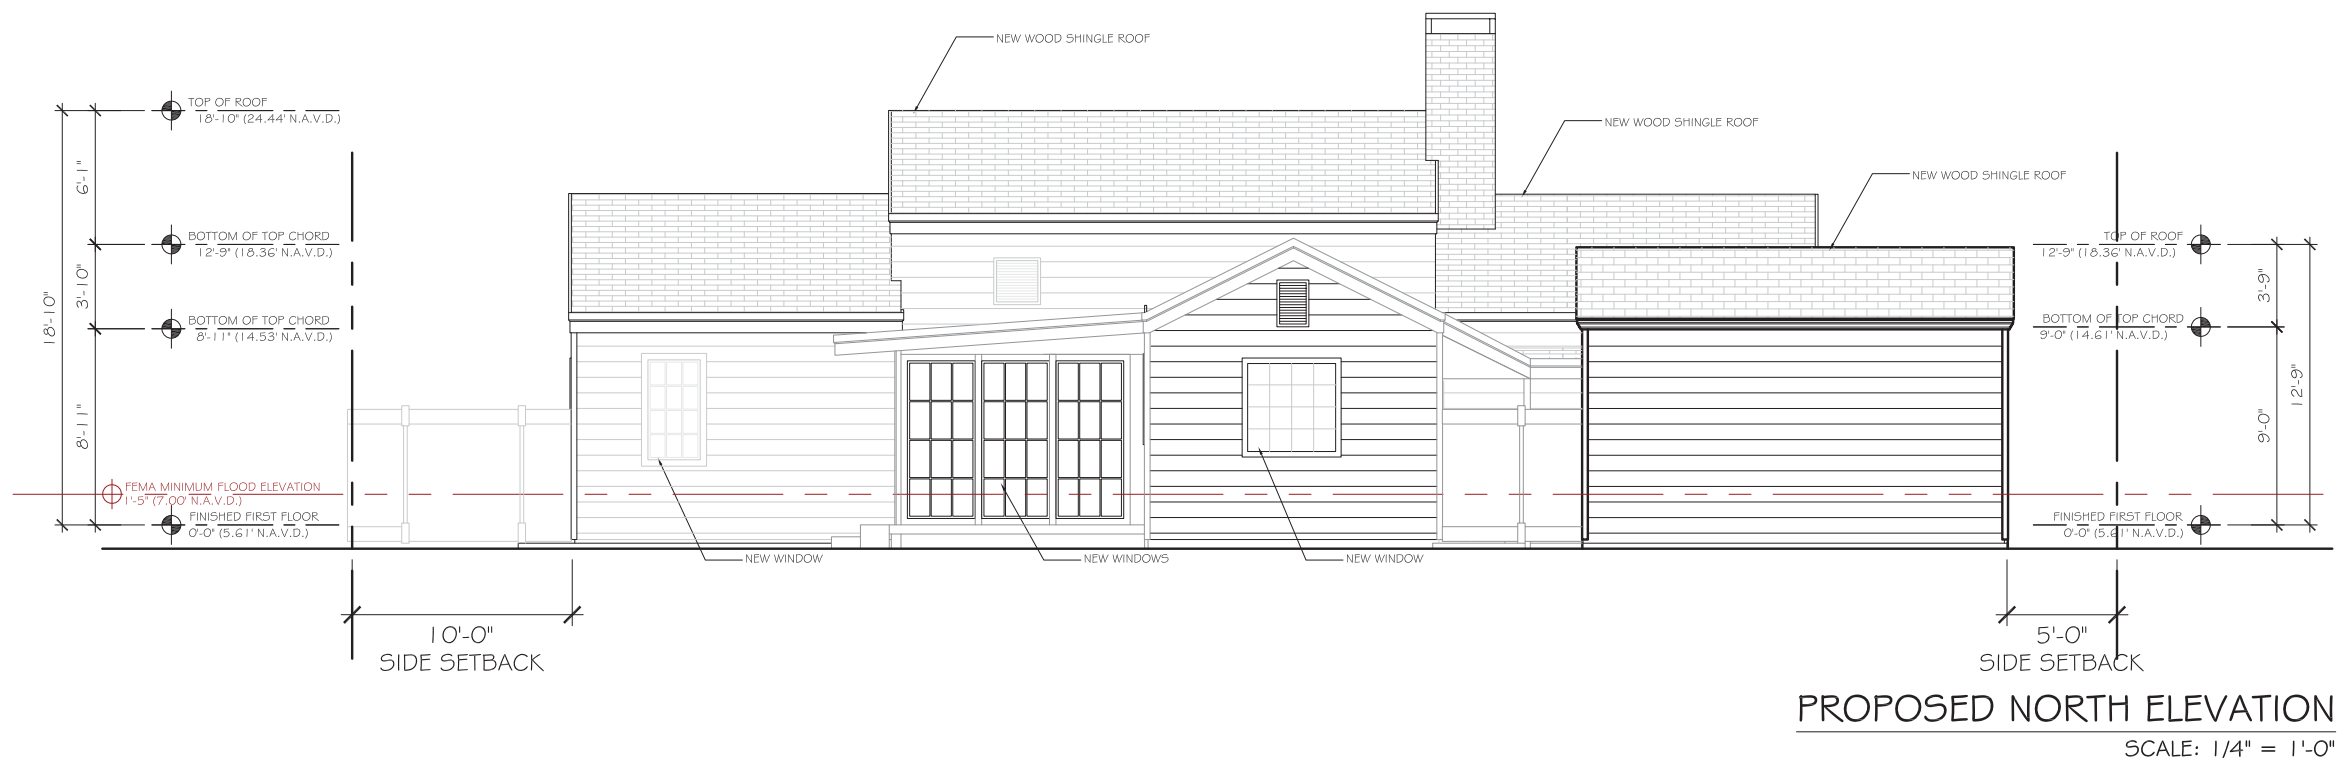 NEW WOOD SHINGLE ROOF
TOP OF ROOF
18'-10" (24.44' N.A.V.D.)
NEW WOOD SHINGLE ROOF
6'-1"
NEW WOOD SHINGLE ROOF
BOTTOM OF TOP CHORD
12'-9" (18.36' N.A.V.D.)
TOP OF ROOF
12'-9" (18.36' N.A.V.D.)
3'-10"
3'-9"
18'-10"
BOTTOM OF TOP CHORD
8'-11" (14.53' N.A.V.D.)
BOTTOM OF TOP CHORD
9'-0" (14.61' N.A.V.D.)
12'-9"
8'-11"
9'-0"
FEMA MINIMUM FLOOD ELEVATION
1'-5" (7.00' N.A.V.D.)
FINISHED FIRST FLOOR
0'-0" (5.61' N.A.V.D.)
FINISHED FIRST FLOOR
0'-0" (5.61' N.A.V.D.)
NEW WINDOW
NEW WINDOWS
NEW WINDOW
10'-0"
SIDE SETBACK
5'-0"
SIDE SETBACK
PROPOSED NORTH ELEVATION
SCALE: 1/4" = 1'-0"